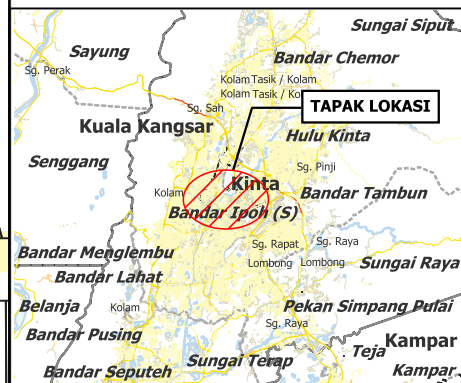 Sungai Siput
Sayung
Bandar Chemor
Sg. Perak
Kolam Tasik / Kolam
Kolam Tasik / Ko
TAPAK LOKASI
Sg. Sah
Kuala Kangsar
Hulu Kinta
Senggang
Sg. Pinji
Kinta
Kolam
Bandar Tambun
Bandar Ipoh (S)
Bandar Menglembu
Sg. Rapat
Sg. Raya
Lombong
Lombong
Sungai Raya
Bandar Lahat
Belanja
Kolam
Pekan Simpang Pulai
Sg. Raya
Bandar Pusing
Kampar
Teja
Sungai Terap
Bandar Seputeh
Kampar